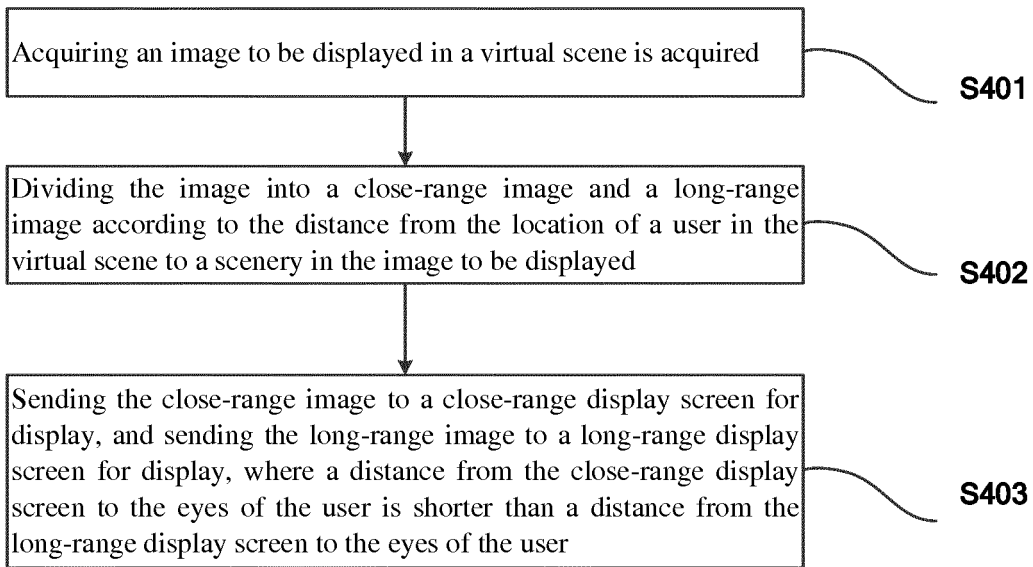 Acquiring an image to be displayed in a virtual scene is acquired
S401
Dividing the image into a close-range image and a long-range
image according to the distance from the location of a user in the
virtual scene to a scenery in the image to be displayed
S402
Sending the close-range image to a close-range display screen for
display, and sending the long-range image to a long-range display
screen for display, where a distance from the close-range display
screen to the eyes of the user is shorter than a distance from the
long-range display screen to the eyes of the user
S403